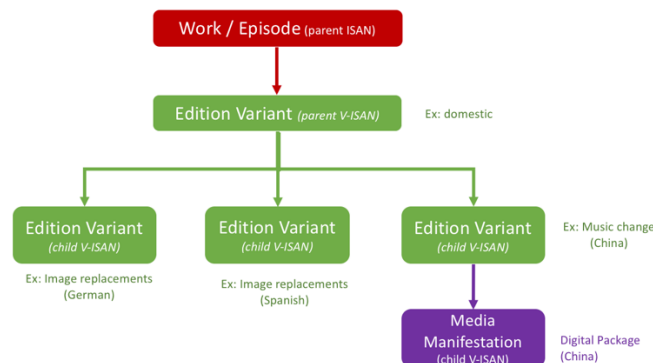 Work / Episode (parent ISAN)
Edition Variant (parent V-ISAN)
Ex: domestic
Edition Variant
(child V-ISAN)
Ex: Image replacements
(German)
Edition Variant
(child V-ISAN)
Ex: Image replacements
(Spanish)
Edition Variant
(child V-ISAN)
Ex: Music change
(China)
Media
Manifestation
(child V-ISAN)
Digital Package
(China)